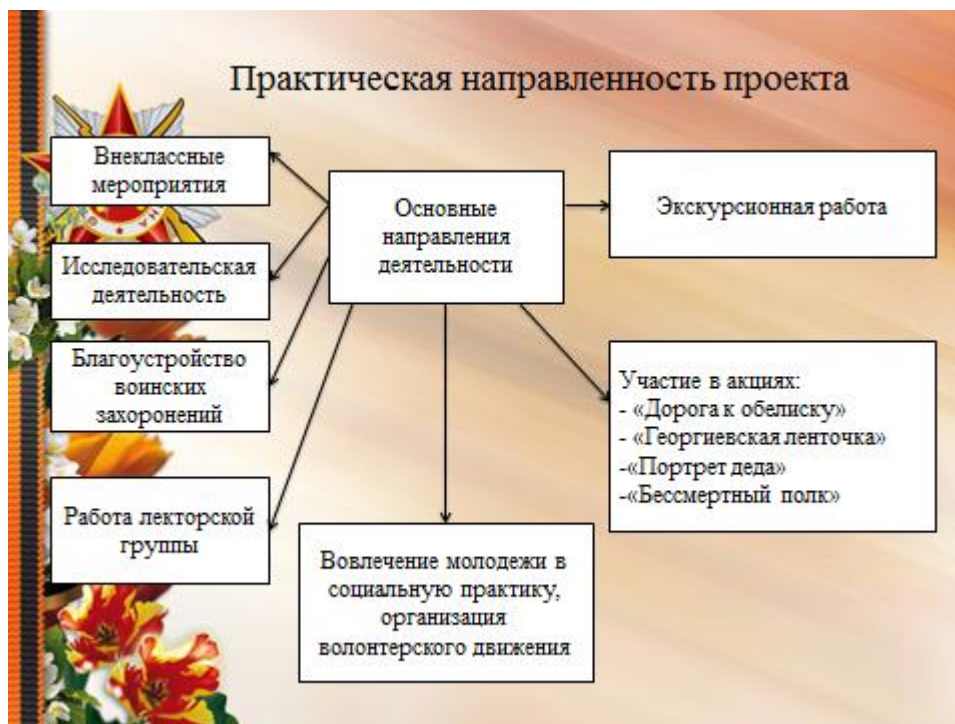 Практическая направленность проекта
Внеклассные
мероприятия
Основные
направления
деятельности
Экскурсионная работа
Исследовательская
деятельность
Благоустройство
воинских
захоронений
Участие в акциях:
- «Дорога к обелиску»
- «Георгиевская ленточка»
-«Портрет деда»
-«Бессмертный полк»
Работа лекторской
группы
Вовлечение молодежи в
социальную практику,
организация
волонтерского движения